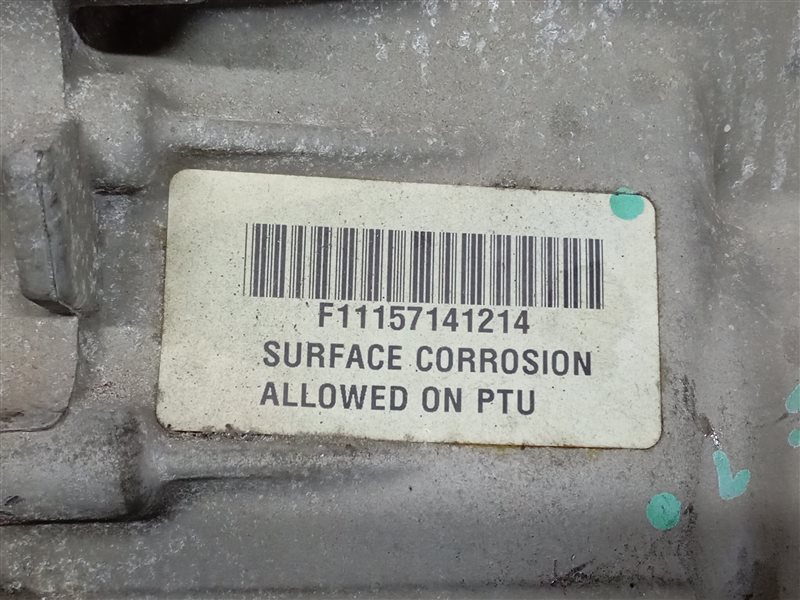 F11157141214
SURFACE CORROSION
ALLOWED ON PTU